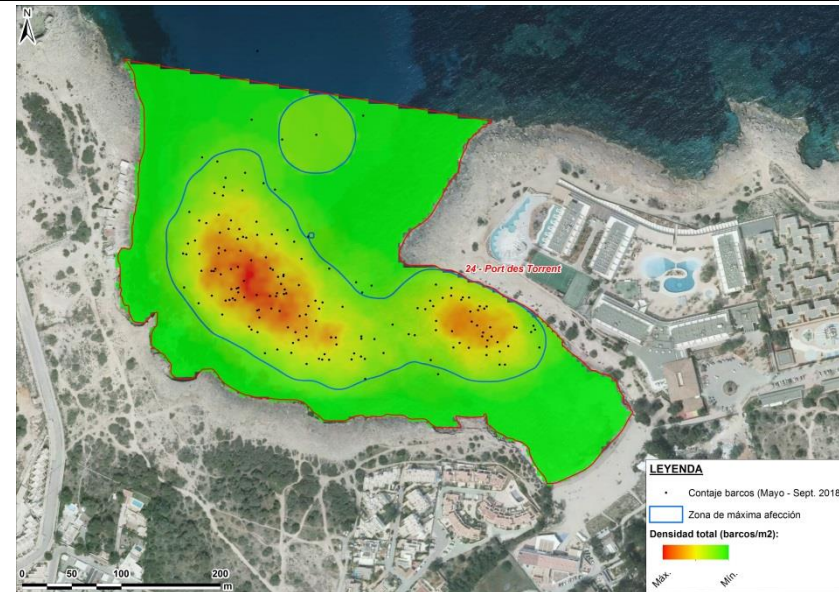 N
24 - Port des Torrent
LEYENDA
Contaje barcos (Mayo - Sept. 2018
Zona de máxima afección
Densidad total (barcos/m2):
Máx.
Mín.
0 50 100 200
m